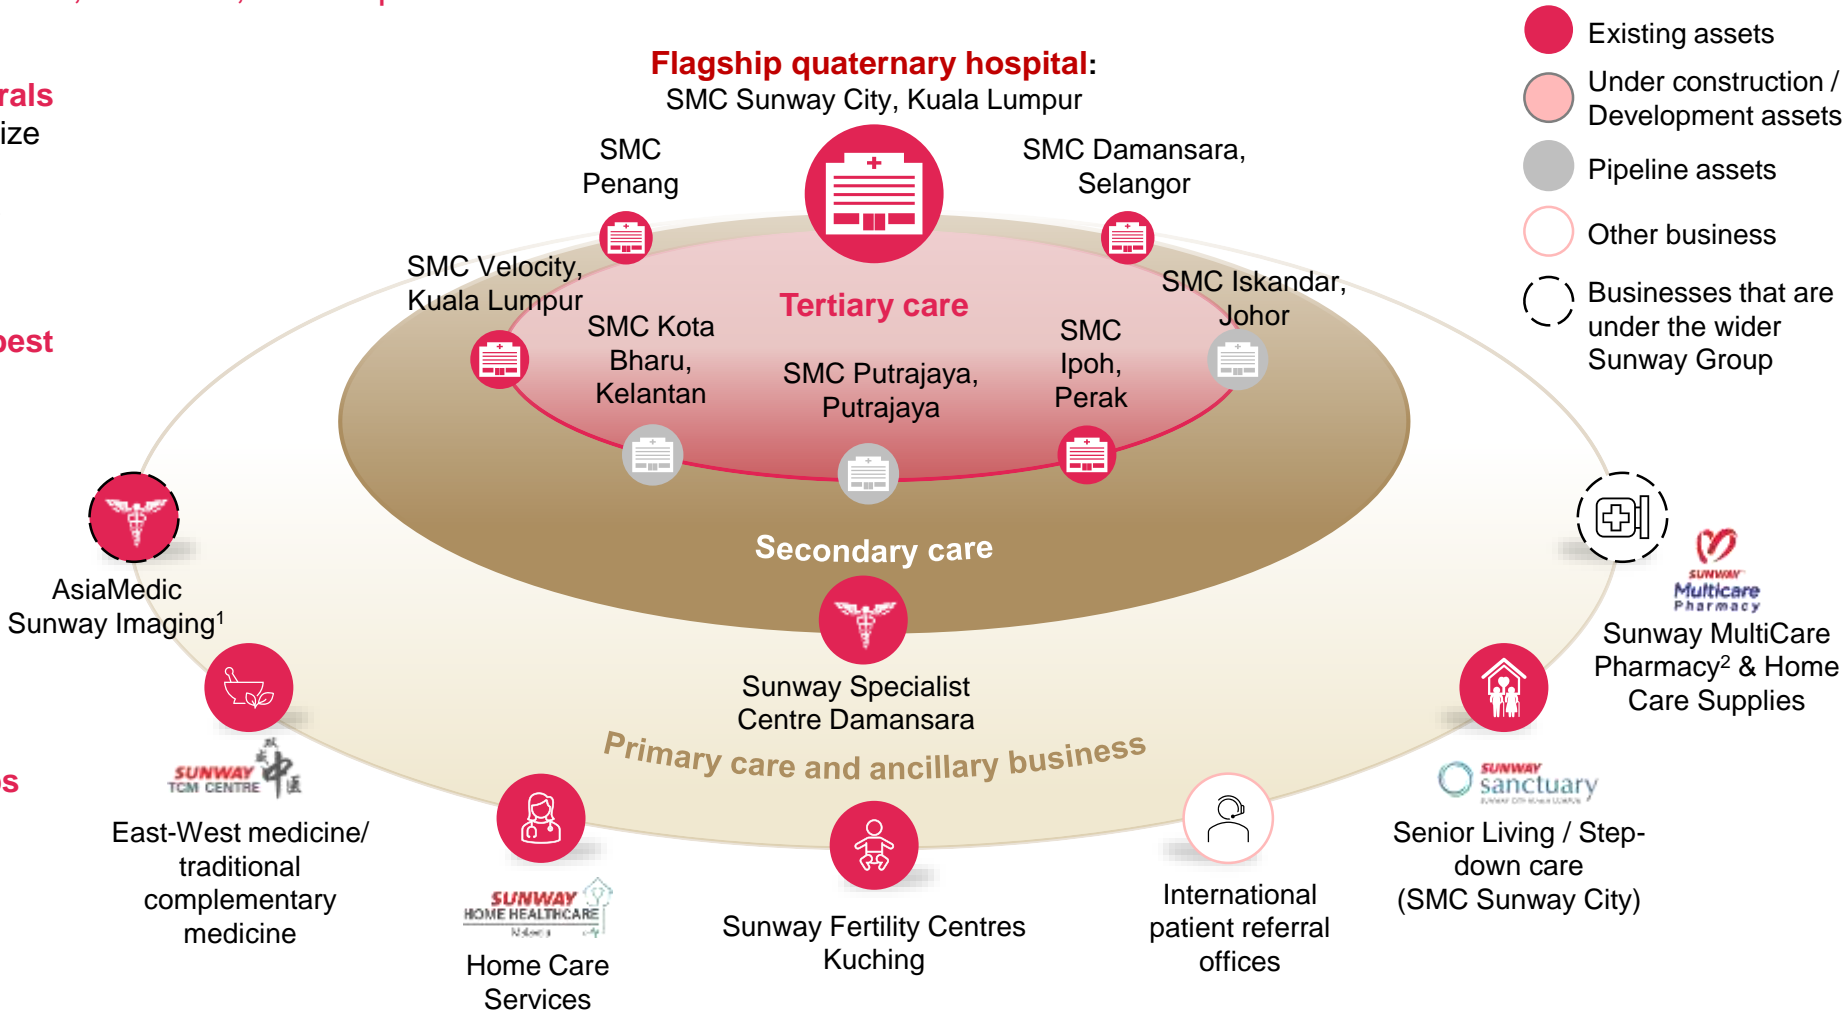 rals
ize
best
os
Flagship quaternary hospital:
SMC Sunway City, Kuala Lumpur
SMC
Penang
SMC Damansara,
Selangor
SMC Velocity,
Kuala Lumpur
SMC Iskandar,
Johor
Tertiary care
SMC Kota
Bharu,
Kelantan
SMC Putrajaya,
Putrajaya
SMC
Ipoh,
Perak
Secondary care
Sunway Specialist
Centre Damansara
Primary care and ancillary business
AsiaMedic
Sunway Imaging1
SUNWAY
TCM CENTRE
中医
East-West medicine/
traditional
complementary
medicine
SUNWAY
HOME HEALTHCARE
Home Care
Services
Sunway Fertility Centres
Kuching
International
patient referral
offices
SUNWAY
sanctuary
Senior Living / Step-
down care
(SMC Sunway City)
SUNWAY
Multicare
Pharmacy
Sunway MultiCare
Pharmacy2 & Home
Care Supplies
Existing assets
Under construction /
Development assets
Pipeline assets
Other business
Businesses that are
under the wider
Sunway Group